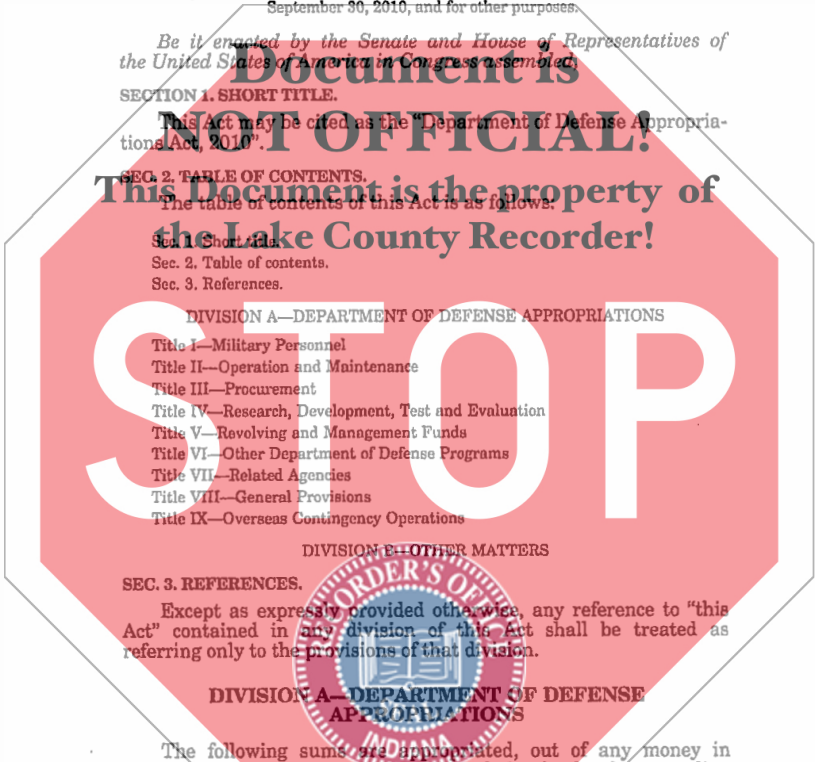 September 30, 2010, and for other purposes.
Be it enacted by the Senate and House of Representatives of
the United States of America in Congress assembled,
Document is
SECTION 1. SHORT TITLE.
This Act may be cited as the "Department of Defense Appropria-
tions Act, 2010".
NOT OFFICIAL!
SEC. 2. TABLE OF CONTENTS.
This Document is the property of
The table of contents of this Act is as follows:
the Lake County Recorder!
Sec. 1. Short title.
Sec. 2. Table of contents.
Sec. 3. References.
DIVISION A—DEPARTMENT OF DEFENSE APPROPRIATIONS
Title I—Military Personnel
Title II—Operation and Maintenance
Title III—Procurement
Title IV—Research, Development, Test and Evaluation
Title V—Revolving and Management Funds
Title VI—Other Department of Defense Programs
Title VII—Related Agencies
Title VIII—General Provisions
Title IX—Overseas Contingency Operations
STOP
DIVISION B—OTHER MATTERS
SEC. 3. REFERENCES.
Except as expressly provided otherwise, any reference to "this
Act" contained in any division of this Act shall be treated as
referring only to the provisions of that division.
RECORDER'S OFFICE
INDIANA
DIVISION A—DEPARTMENT OF DEFENSE
APPROPRIATIONS
The following sums are appropriated, out of any money in